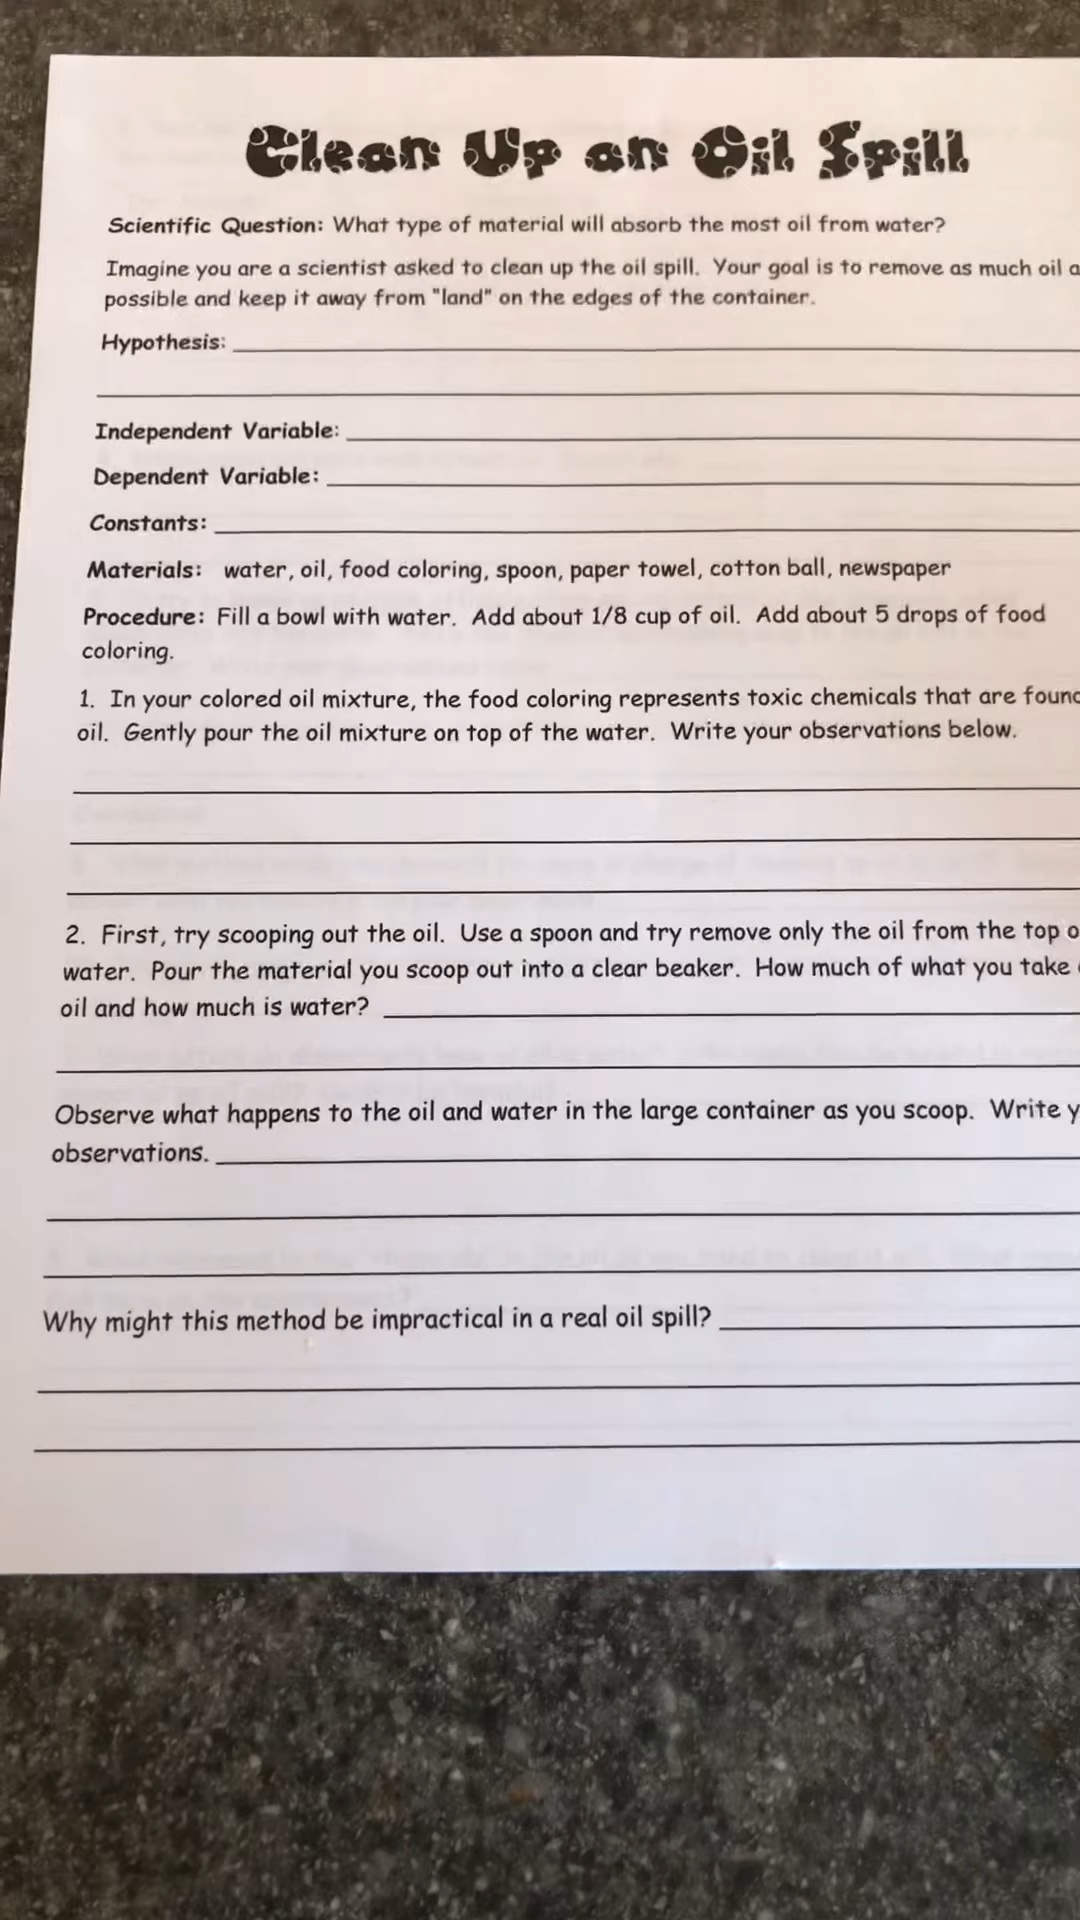 Clean Up an Oil Spill
Scientific Question: What type of material will absorb the most oil from water?
Imagine you are a scientist asked to clean up the oil spill. Your goal is to remove as much oil a
possible and keep it away from "land" on the edges of the container.
Hypothesis:
Independent Variable:
Dependent Variable:
Constants:
Materials: water, oil, food coloring, spoon, paper towel, cotton ball, newspaper
Procedure: Fill a bowl with water. Add about 1/8 cup of oil. Add about 5 drops of food
coloring.
1. In your colored oil mixture, the food coloring represents toxic chemicals that are found
oil. Gently pour the oil mixture on top of the water. Write your observations below.
2. First, try scooping out the oil. Use a spoon and try remove only the oil from the top o
water. Pour the material you scoop out into a clear beaker. How much of what you take
oil and how much is water?
Observe what happens to the oil and water in the large container as you scoop. Write y
observations.
Why might this method be impractical in a real oil spill?